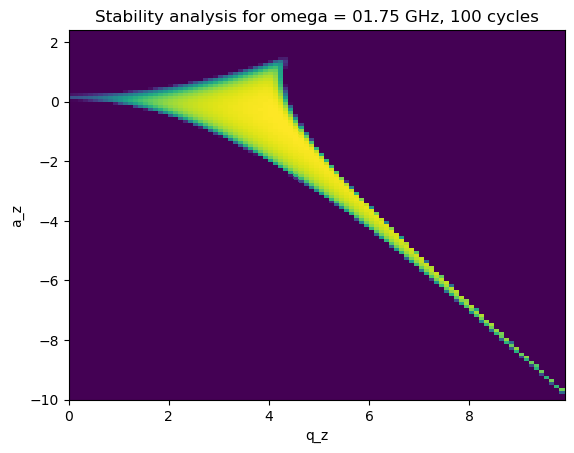 Stability analysis for omega = 01.75 GHz, 100 cycles
2
0
−2
−4
−6
−8
−10
a_z
0 2 4 6 8
q_z